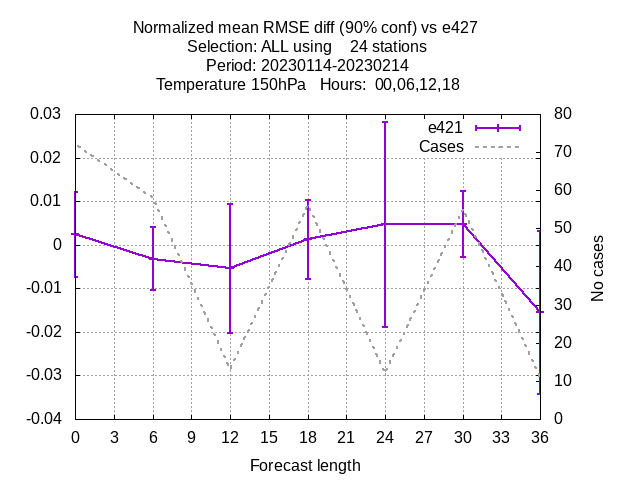 Normalized mean RMSE diff (90% conf) vs e427
Selection: ALL using    24 stations
Period: 20230114-20230214
Temperature 150hPa   Hours:  00,06,12,18
e421
Cases
0.03
0.02
0.01
0
-0.01
-0.02
-0.03
-0.04
80
70
60
50
40
30
20
10
0
No cases
0 3 6 9 12 15 18 21 24 27 30 33 36
Forecast length